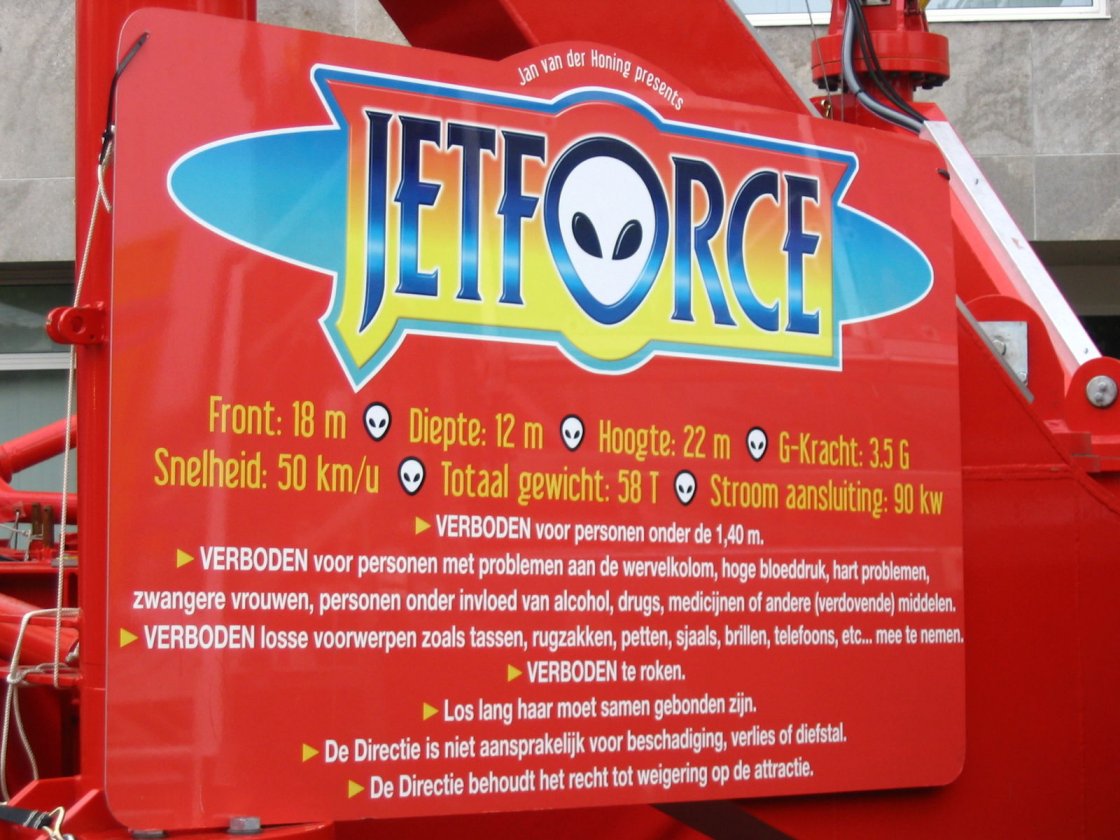 Jan van der Honing presents
JETFORCE
Front: 18 m Diepte: 12 m Hoogte: 22 m G-Kracht: 3.5 G
Snelheid: 50 km/u Totaal gewicht: 58 T Stroom aansluiting: 90 kw
VERBODEN voor personen onder de 1,40 m.
VERBODEN voor personen met problemen aan de wervelkolom, hoge bloeddruk, hart problemen,
zwangere vrouwen, personen onder invloed van alcohol, drugs, medicijnen of andere (verdovende) middelen.
VERBODEN losse voorwerpen zoals tassen, rugzakken, petten, sjaals, brillen, telefoons, etc... mee te nemen.
VERBODEN te roken.
Los lang haar moet samen gebonden zijn.
De Directie is niet aansprakelijk voor beschadiging, verlies of diefstal.
De Directie behoudt het recht tot weigering op de attractie.